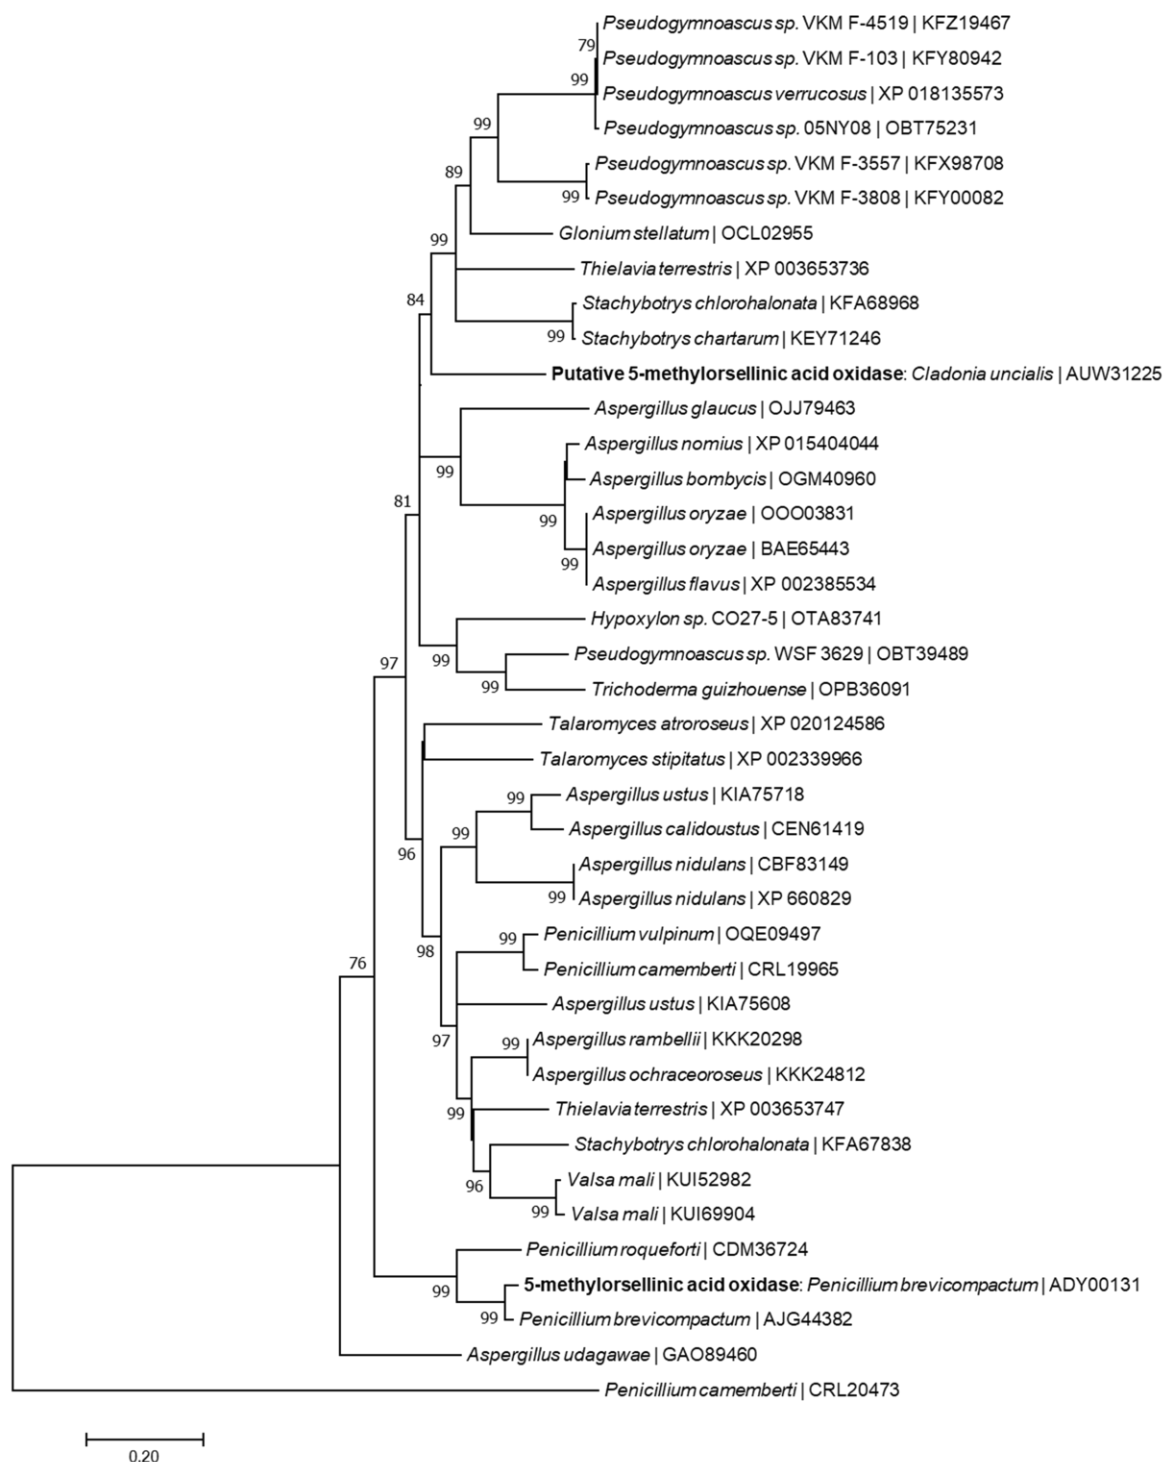 Pseudogymnoascus sp. VKM F-4519 | KFZ19467
79
Pseudogymnoascus sp. VKM F-103 | KFY80942
99
Pseudogymnoascus verrucosus | XP 018135573
99
Pseudogymnoascus sp. 05NY08 | OBT75231
Pseudogymnoascus sp. VKM F-3557 | KFX98708
89
99
Pseudogymnoascus sp. VKM F-3808 | KFY00082
Glonium stellatum | OCL02955
99
Thielavia terrestris | XP 003653736
84
Stachybotrys chlorohalonata | KFA68968
99
Stachybotrys chartarum | KEY71246
Putative 5-methylorsellinic acid oxidase: Cladonia uncialis | AUW31225
Aspergillus glaucus | OJJ79463
Aspergillus nomius | XP 015404044
99
Aspergillus bombycis | OGM40960
81
Aspergillus oryzae | OOO03831
99
Aspergillus oryzae | BAE65443
99
Aspergillus flavus | XP 002385534
Hypoxylon sp. CO27-5 | OTA83741
97
99
Pseudogymnoascus sp. WSF 3629 | OBT39489
99
Trichoderma guizhouense | OPB36091
Talaromyces atroroseus | XP 020124586
Talaromyces stipitatus | XP 002339966
99
Aspergillus ustus | KIA75718
99
Aspergillus calidoustus | CEN61419
96
Aspergillus nidulans | CBF83149
99
Aspergillus nidulans | XP 660829
99
Penicillium vulpinum | OQE09497
98
76
Penicillium camemberti | CRL19965
Aspergillus ustus | KIA75608
97
99
Aspergillus rambellii | KKK20298
Aspergillus ochraceoroseus | KKK24812
99
Thielavia terrestris | XP 003653747
Stachybotrys chlorohalonata | KFA67838
96
Valsa mali | KUI52982
99
Valsa mali | KUI69904
Penicillium roqueforti | CDM36724
99
5-methylorsellinic acid oxidase: Penicillium brevicompactum | ADY00131
99
Penicillium brevicompactum | AJG44382
Aspergillus udagawae | GAO89460
Penicillium camemberti | CRL20473
0.20